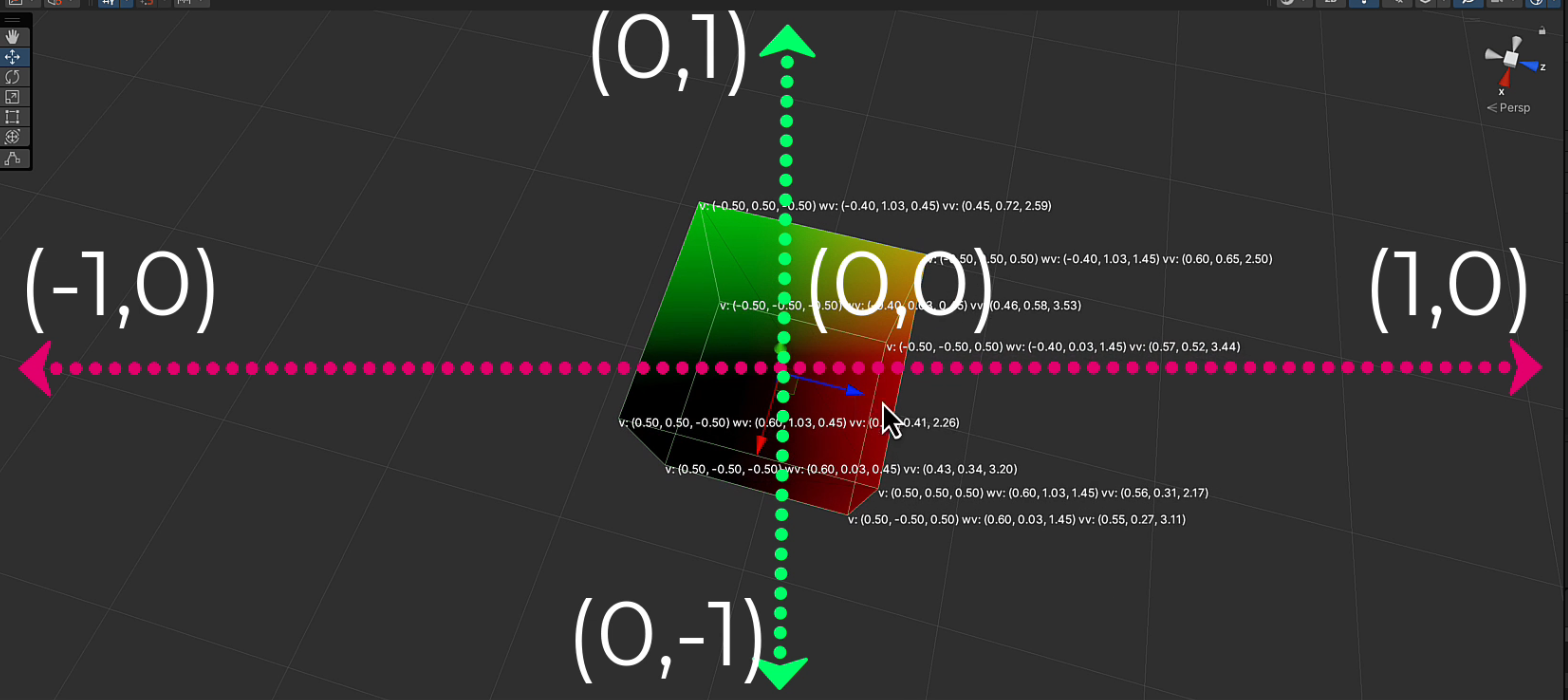 (0,1)
z
x
< Persp
v: (-0.50, 0.50, -0.50) wv: (-0.40, 1.03, 0.45) vv: (0.45, 0.72, 2.59)
(-1,0)
(0,0)
(1,0)
v: (-0.50, 0.50, 0.50) wv: (-0.40, 1.03, 1.45) vv: (0.60, 0.65, 2.50)
v: (-0.50, -0.50, -0.50) wv: (-0.40, 0.03, 0.45) vv: (0.46, 0.58, 3.53)
v: (-0.50, -0.50, 0.50) wv: (-0.40, 0.03, 1.45) vv: (0.57, 0.52, 3.44)
v: (0.50, 0.50, -0.50) wv: (0.60, 1.03, 0.45) vv: (0. 0.41, 2.26)
v: (0.50, -0.50, -0.50) wv: (0.60, 0.03, 0.45) vv: (0.43, 0.34, 3.20)
v: (0.50, 0.50, 0.50) wv: (0.60, 1.03, 1.45) vv: (0.56, 0.31, 2.17)
v: (0.50, -0.50, 0.50) wv: (0.60, 0.03, 1.45) vv: (0.55, 0.27, 3.11)
(0,-1)